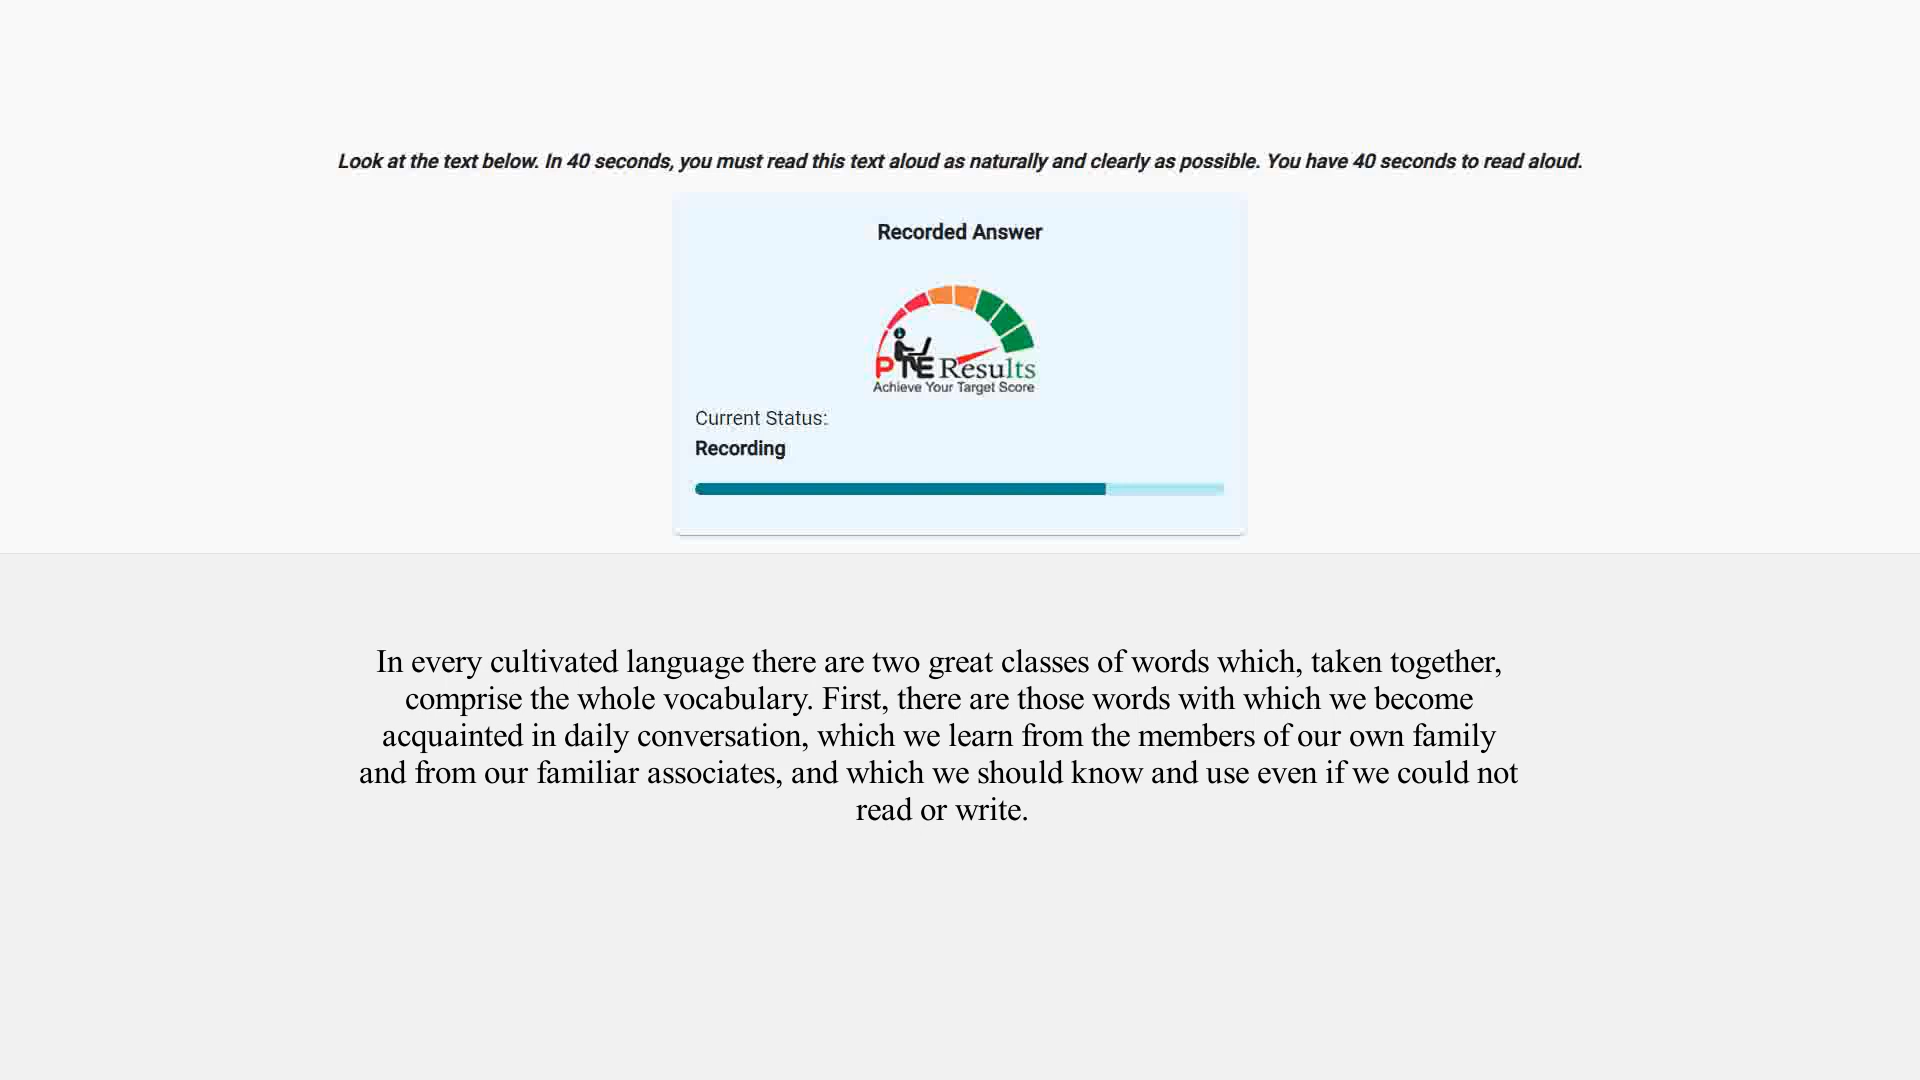 Look at the text below. In 40 seconds, you must read this text aloud as naturally and clearly as possible. You have 40 seconds to read aloud.
Recorded Answer
PTE Results
Achieve Your Target Score
Current Status:
Recording
In every cultivated language there are two great classes of words which, taken together,
comprise the whole vocabulary. First, there are those words with which we become
acquainted in daily conversation, which we learn from the members of our own family
and from our familiar associates, and which we should know and use even if we could not
read or write.